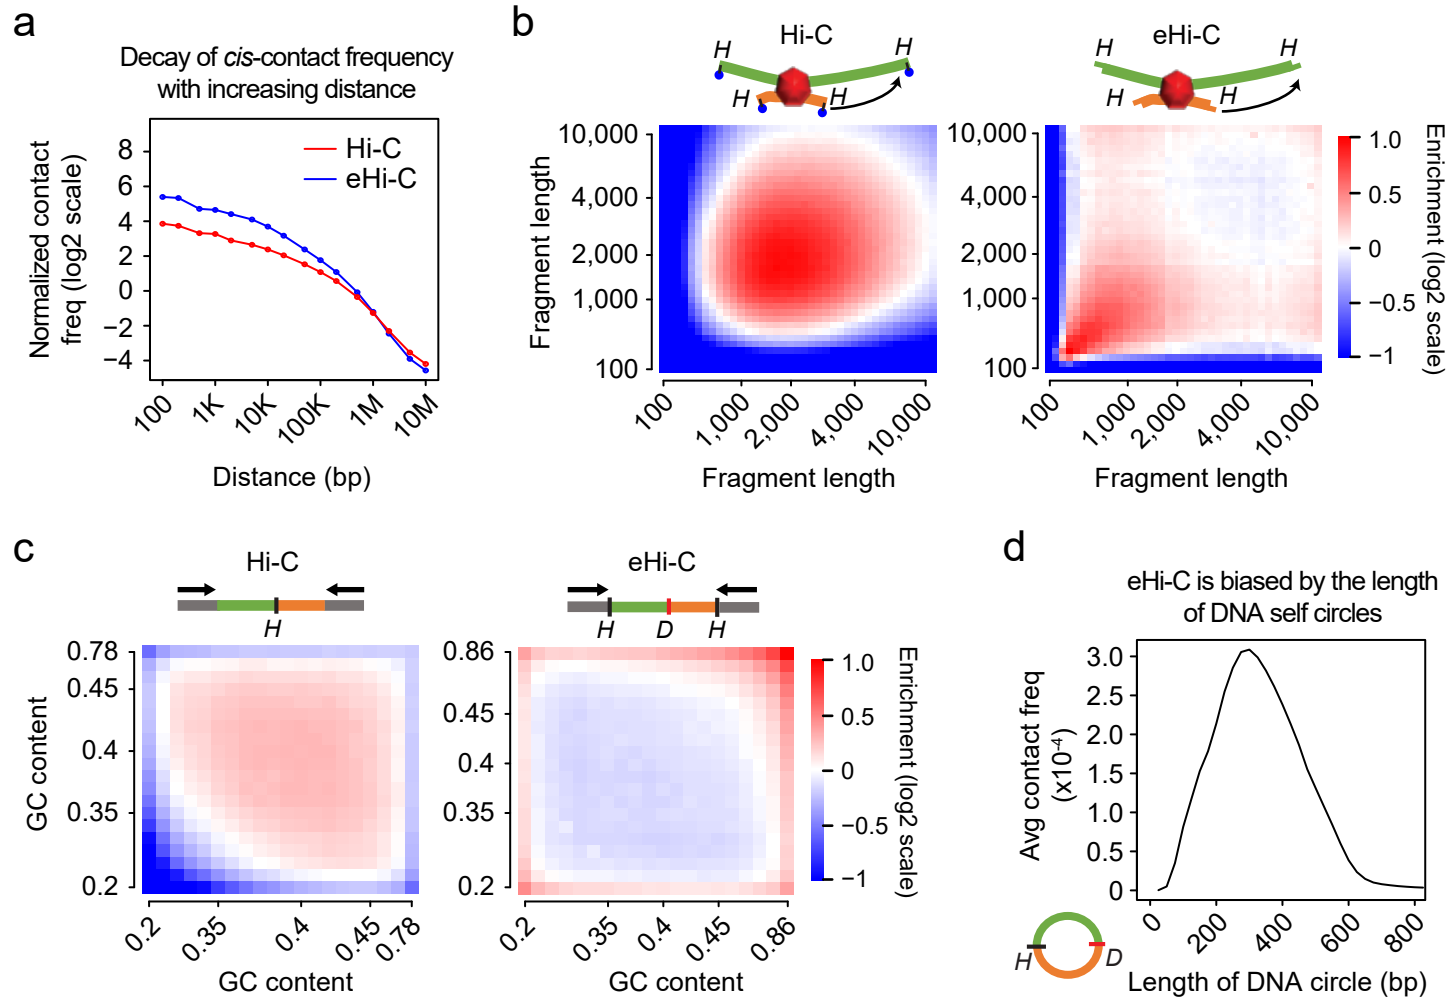 a
Decay of cis-contact frequency
with increasing distance
Normalized contact
freq (log2 scale)
8
6
4
2
0
−2
−4
Hi-C
eHi-C
100
1K
10K
100K
1M
10M
Distance (bp)
b
Hi-C
H
H
H
H
Fragment length
10,000
4,000
2,000
1,000
100
100
1,000
2,000
4,000
10,000
Fragment length
eHi-C
H
H
H
H
10,000
4,000
2,000
1,000
100
100
1,000
2,000
4,000
10,000
Fragment length
1.0
0.5
0
−0.5
−1
Enrichment (log2 scale)
c
Hi-C
H
GC content
0.78
0.45
0.4
0.35
0.2
0.2
0.35
0.4
0.45
0.78
GC content
eHi-C
H
D
H
0.86
0.45
0.4
0.35
0.2
0.2
0.35
0.4
0.45
0.86
GC content
1.0
0.5
0
−0.5
−1
Enrichment (log2 scale)
d
eHi-C is biased by the length
of DNA self circles
Avg contact freq
(x10-4)
3.0
2.5
2.0
1.5
1.0
0.5
0
0
200
400
600
800
Length of DNA circle (bp)
H
D